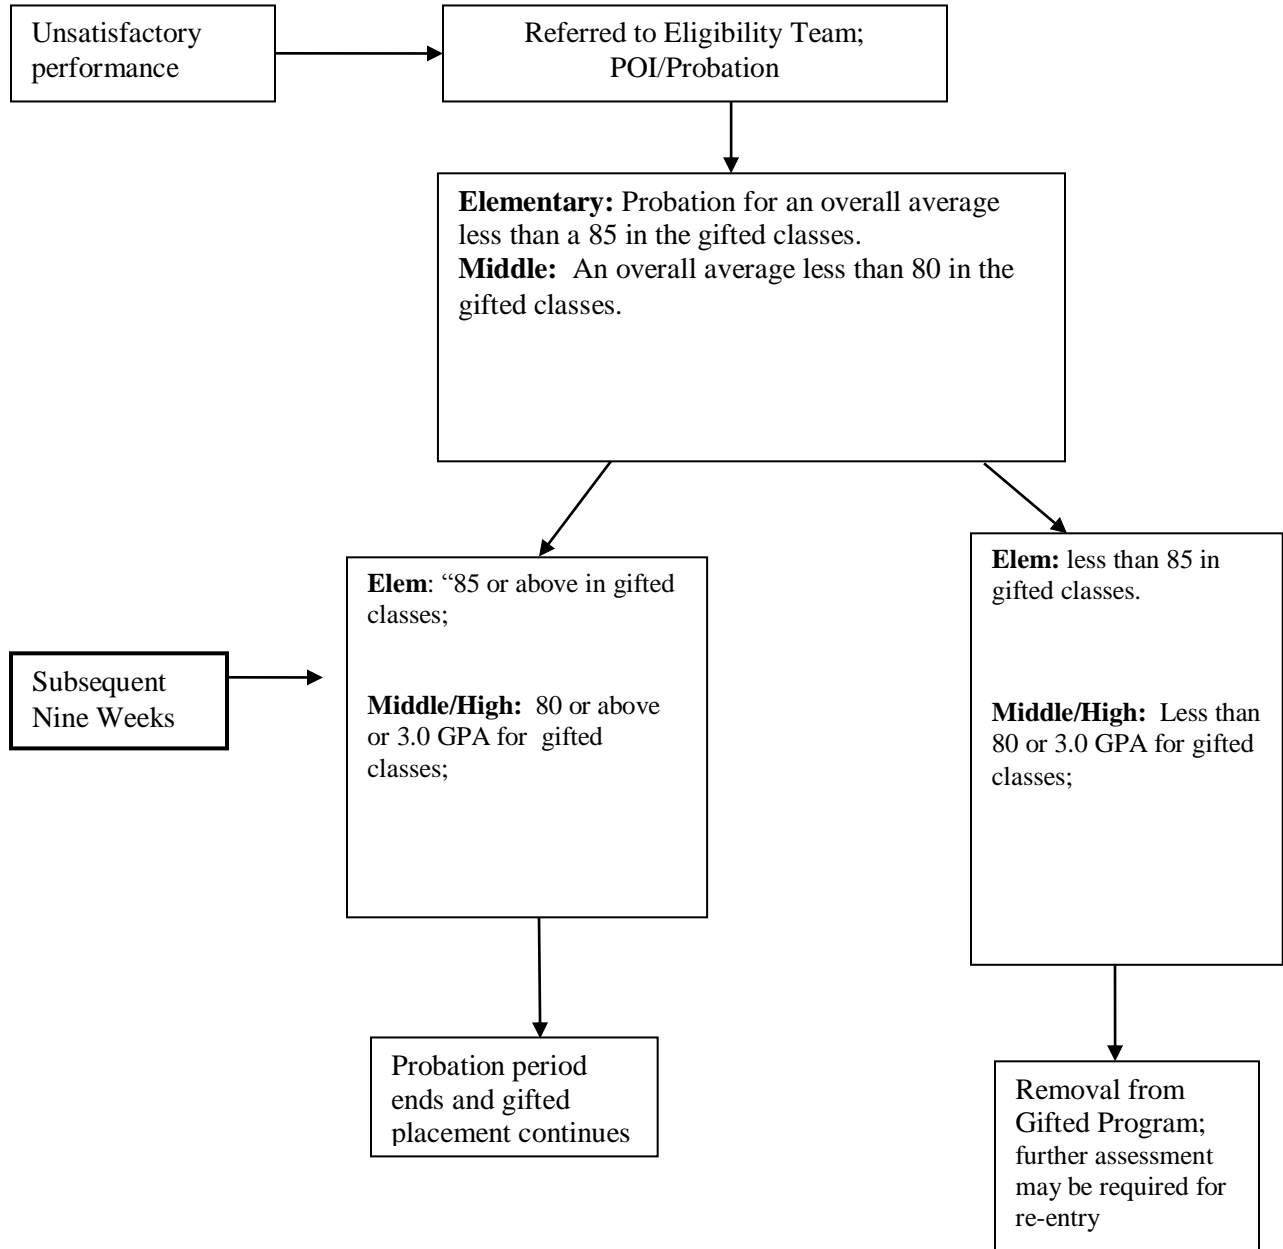 Unsatisfactory
performance
Referred to Eligibility Team;
POI/Probation
Elementary: Probation for an overall average
less than a 85 in the gifted classes.
Middle:  An overall average less than 80 in the
gifted classes.
Subsequent
Nine Weeks
Elem: “85 or above in gifted
classes;
Middle/High:  80 or above
or 3.0 GPA for  gifted
classes;
Elem: less than 85 in
gifted classes.
Middle/High:  Less than
80 or 3.0 GPA for gifted
classes;
Probation period
ends and gifted
placement continues
Removal from
Gifted Program;
further assessment
may be required for
re-entry